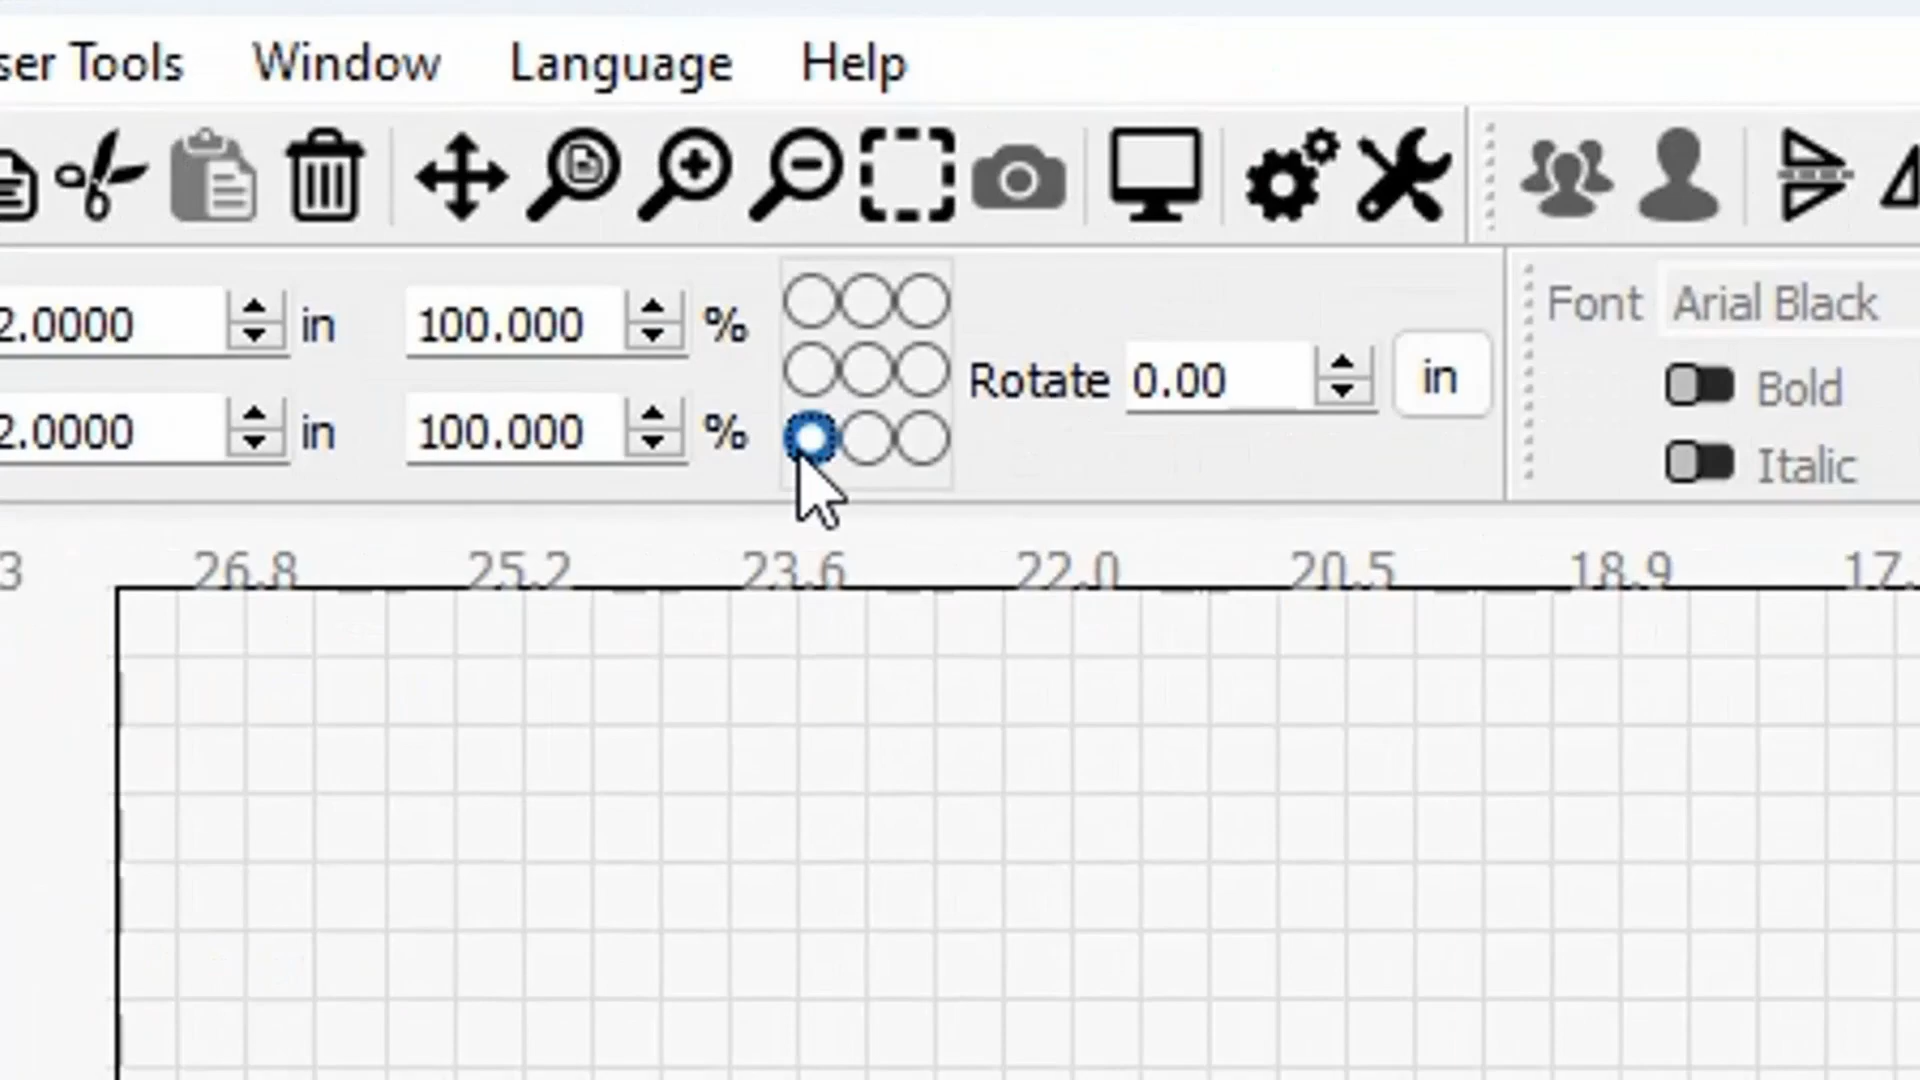 ser Tools Window Language Help
2.0000 in 100.000 %
Font Arial Black
Rotate 0.00 in
Bold
2.0000 in 100.000 %
Italic
3 26.8 25.2 23.6 22.0 20.5 18.9 17.